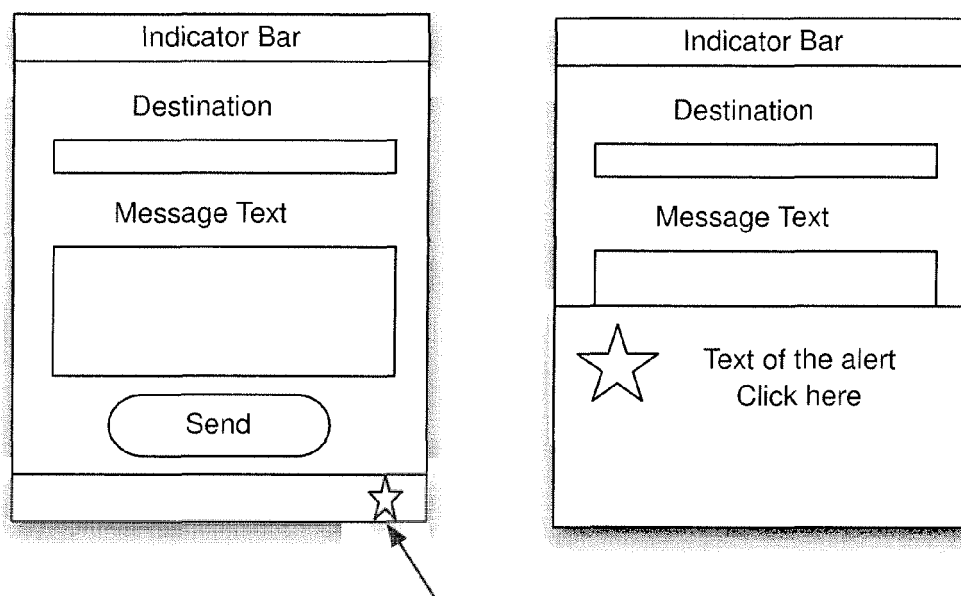 Indicator Bar
Destination
Message Text
Send
Indicator Bar
Destination
Message Text
Text of the alert
Click here